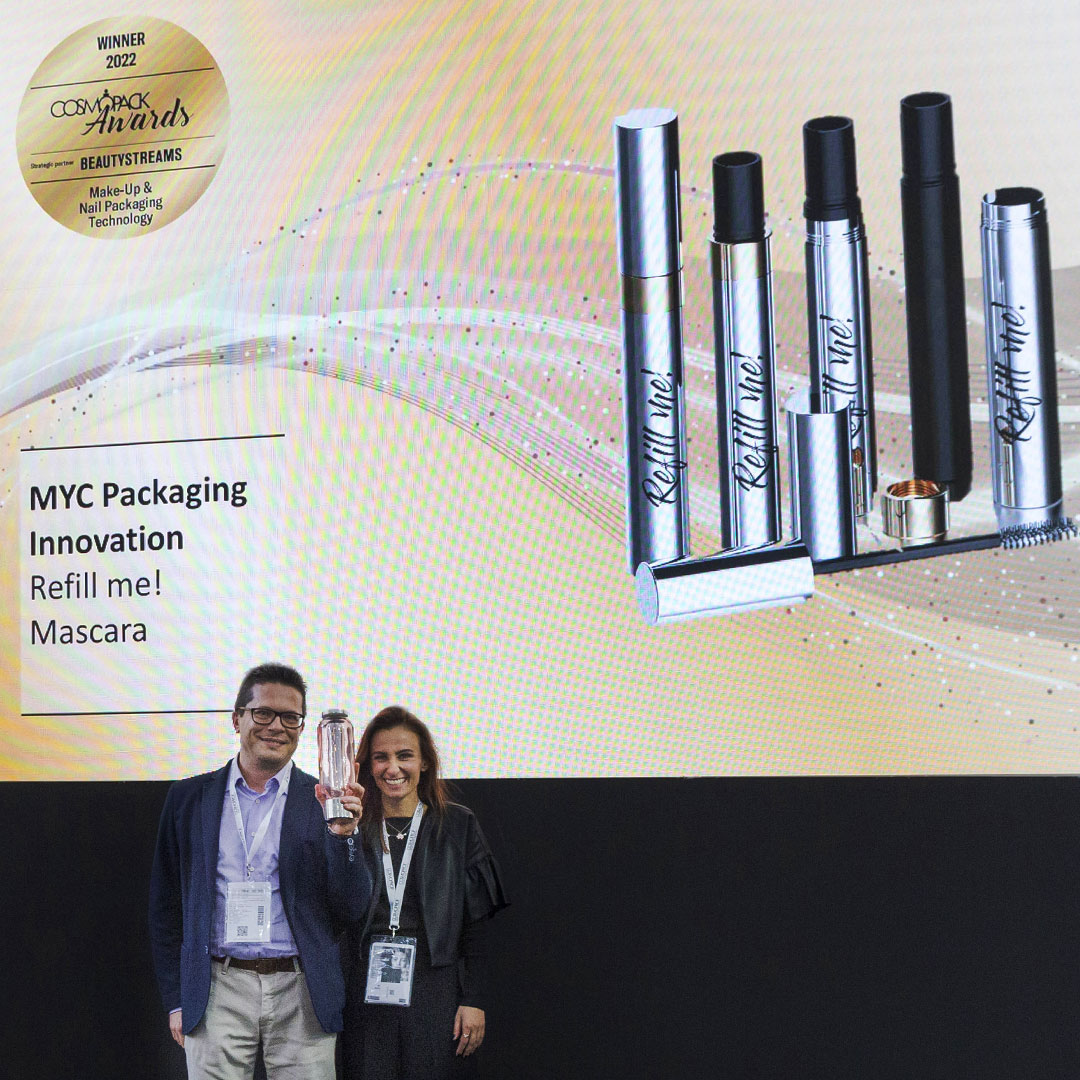 WINNER
2022
COSMOPACK
Awards
Strategic partner BEAUTYSTREAMS
Make-Up &
Nail Packaging
Technology
MYC Packaging
Innovation
Refill me!
Mascara
Refill me!
Refill me!
Refill me!
Refill me!